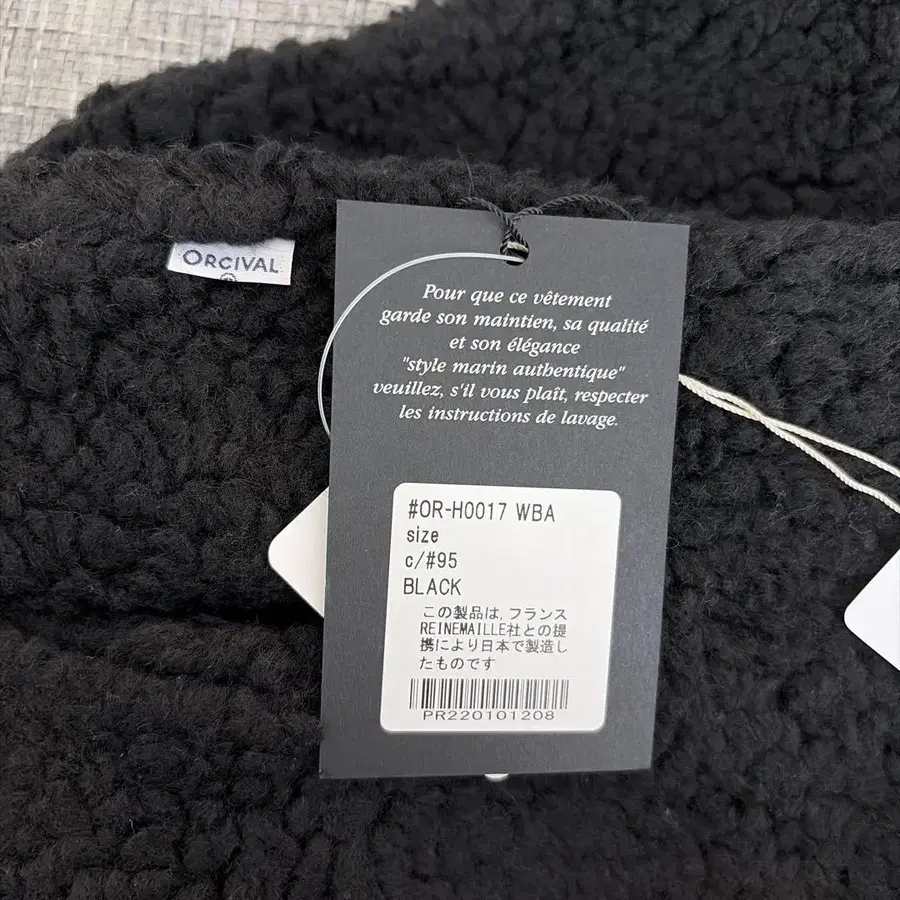 ORCIVAL
Pour que ce vêtement
garde son maintien, sa qualité
et son élégance
"style marin authentique"
veuillez, s'il vous plaît, respecter
les instructions de lavage.
#OR-H0017 WBA
size
c/#95
BLACK
この製品は,フランス
REINEMAILLE社との提
携により日本で製造し
たものです
PR220101208